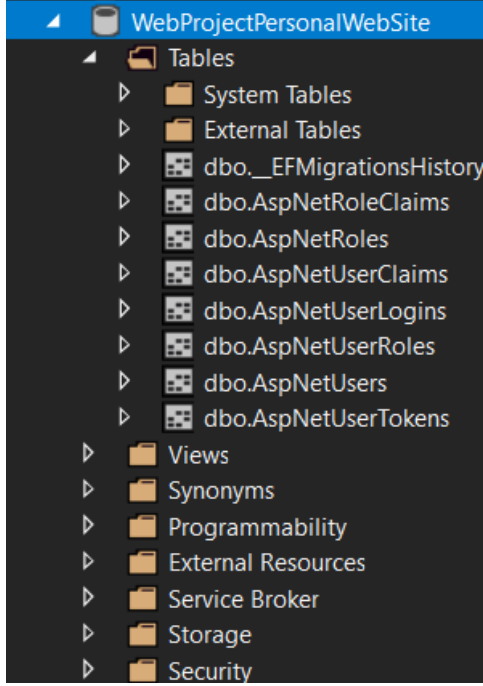 WebProjectPersonalWebSite
Tables
System Tables
External Tables
dbo.__EFMigrationsHistory
dbo.AspNetRoleClaims
dbo.AspNetRoles
dbo.AspNetUserClaims
dbo.AspNetUserLogins
dbo.AspNetUserRoles
dbo.AspNetUsers
dbo.AspNetUserTokens
Views
Synonyms
Programmability
External Resources
Service Broker
Storage
Security